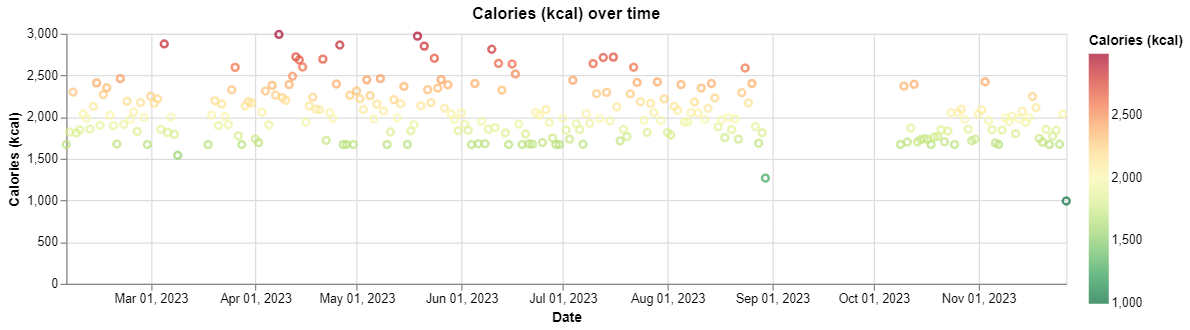 Calories (kcal) over time
Calories (kcal)
3,000
2,500
2,000
1,500
1,000
500
0
Mar 01, 2023
Apr 01, 2023
May 01, 2023
Jun 01, 2023
Jul 01, 2023
Aug 01, 2023
Sep 01, 2023
Oct 01, 2023
Nov 01, 2023
Date
Calories (kcal)
2,500
2,000
1,500
1,000